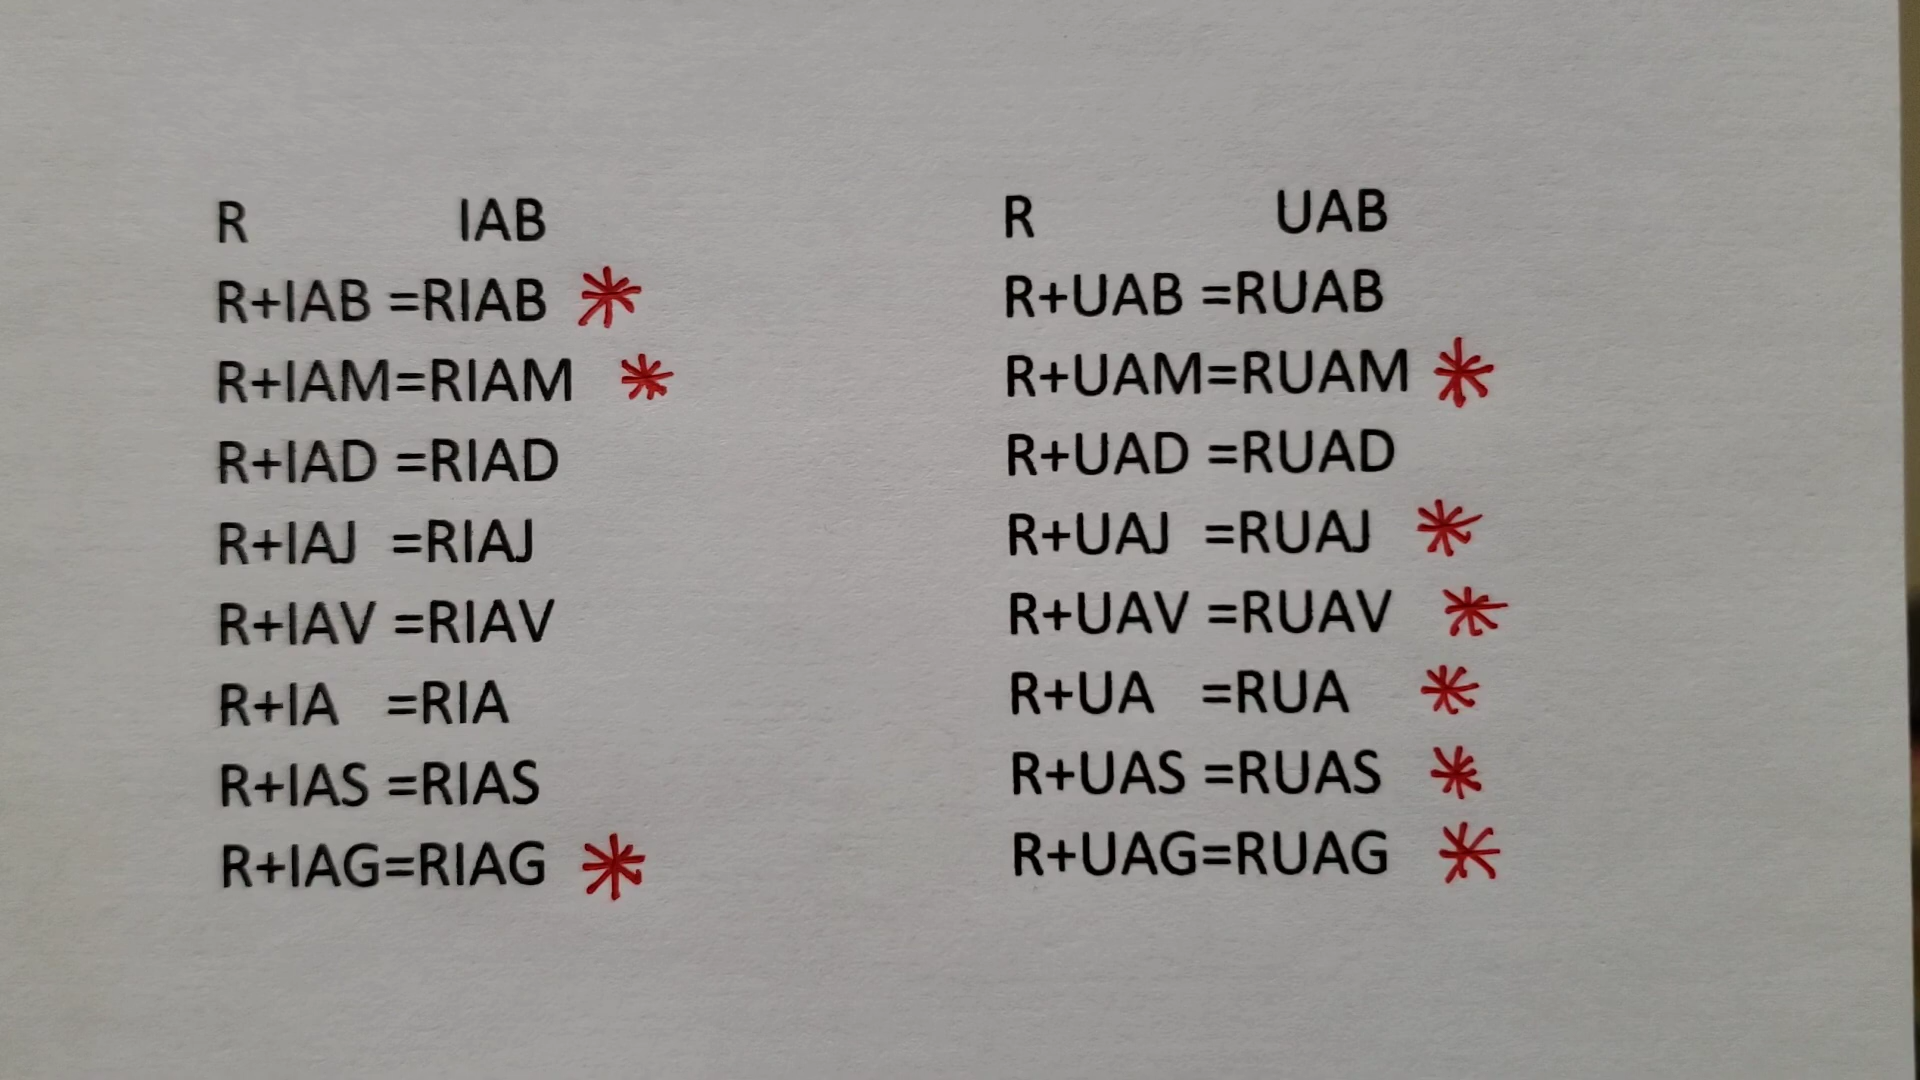 R IAB
R+IAB =RIAB *
R+IAM=RIAM *
R+IAD =RIAD
R+IAJ =RIAJ
R+IAV =RIAV
R+IA =RIA
R+IAS =RIAS
R+IAG=RIAG *
R UAB
R+UAB =RUAB
R+UAM=RUAM *
R+UAD =RUAD
R+UAJ =RUAJ *
R+UAV =RUAV *
R+UA =RUA *
R+UAS =RUAS *
R+UAG=RUAG *